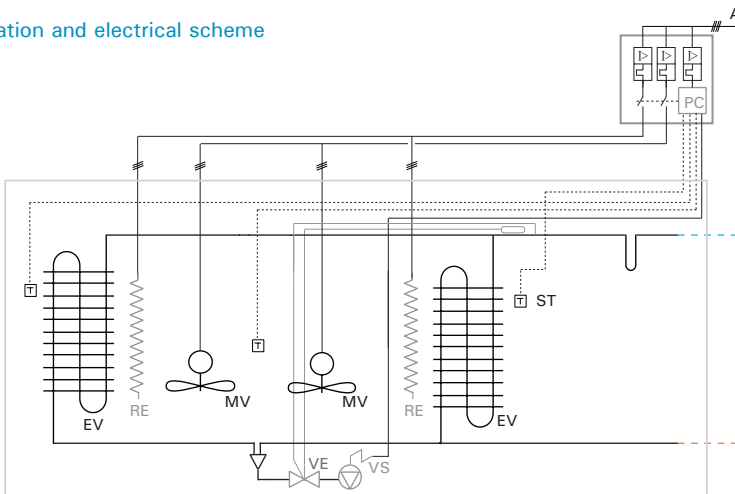 ation and electrical scheme
A
I> I> I>
PC
T
T
T ST
RE
MV
MV
RE
EV
EV
VE
VS